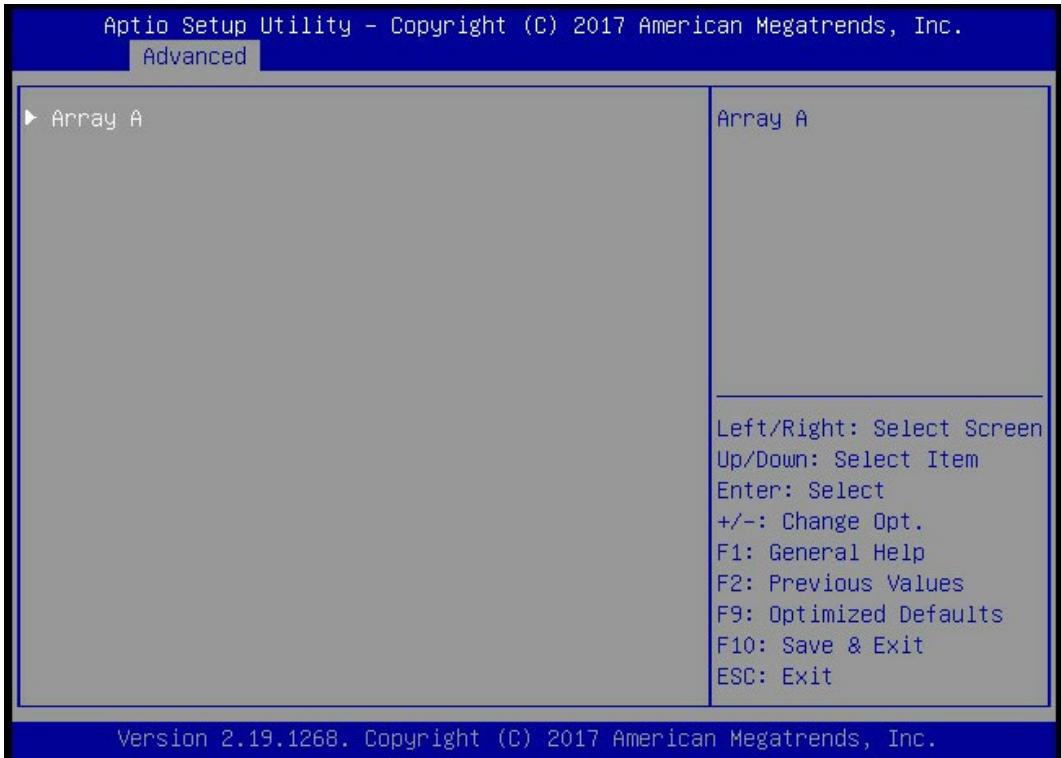 Aptio Setup Utility – Copyright (C) 2017 American Megatrends, Inc.
Advanced
Array A
Array A
Left/Right: Select Screen
Up/Down: Select Item
Enter: Select
+/-: Change Opt.
F1: General Help
F2: Previous Values
F9: Optimized Defaults
F10: Save & Exit
ESC: Exit
Version 2.19.1268. Copyright (C) 2017 American Megatrends, Inc.